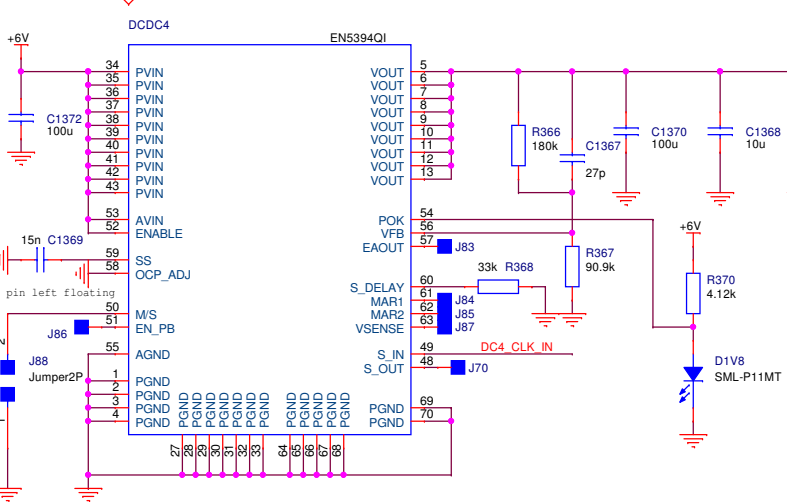 DCDC4
EN5394QI
+6V
34 PVIN VOUT 5
35 PVIN VOUT 6
36 PVIN VOUT 7
37 PVIN VOUT 8
38 PVIN VOUT 9
39 PVIN VOUT 10
40 PVIN VOUT 11
41 PVIN VOUT 12
42 PVIN VOUT 13
43 PVIN
C1372
100u
R366
180k
C1367
27p
C1370
100u
C1368
10u
53 AVIN POK 54
52 ENABLE VFB 56
EAOUT 57 J83
15n C1369
59 SS
58 OCP_ADJ
pin left floating
R367
90.9k
+6V
R370
4.12k
33k R368
S_DELAY 60
MAR1 61 J84
MAR2 62 J85
VSENSE 63 J87
50 M/S
51 EN_PB
J86
55 AGND
S_IN 49 DC4_CLK_IN
S_OUT 48 J70
2
J88
Jumper2P
1
D1V8
SML-P11MT
1 PGND
2 PGND
3 PGND
4 PGND
PGND 69
PGND 70
PGND PGND PGND PGND PGND PGND PGND PGND PGND PGND PGND PGND
27 28 29 30 31 32 33 64 65 66 67 68